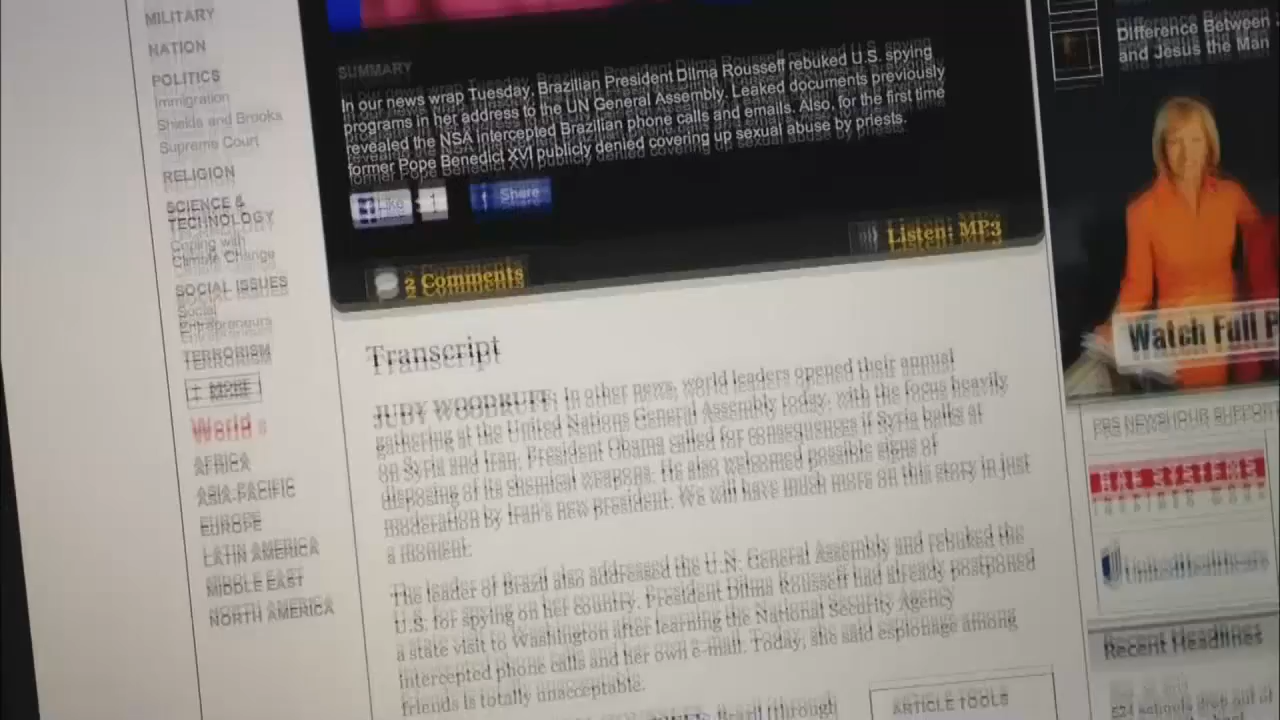 MILITARY
NATION
POLITICS
Immigration
Shields and Brooks
Supreme Court
RELIGION
SCIENCE &
TECHNOLOGY
Coping with
Climate Change
SOCIAL ISSUES
Social
Entrepreneurs
TERRORISM
+ MORE
World
AFRICA
ASIA-PACIFIC
EUROPE
LATIN AMERICA
MIDDLE EAST
NORTH AMERICA
SUMMARY
In our news wrap Tuesday, Brazilian President Dilma Rousseff rebuked U.S. spying
programs in her address to the UN General Assembly. Leaked documents previously
revealed the NSA intercepted Brazilian phone calls and emails. Also, for the first time
former Pope Benedict XVI publicly denied covering up sexual abuse by priests.
Like
1
Share
Listen: MP3
2 Comments
Transcript
JUDY WOODRUFF: In other news, world leaders opened their annual
gathering at the United Nations General Assembly today, with the focus heavily
on Syria and Iran. President Obama called for consequences if Syria balks at
disposing of its chemical weapons. He also welcomed possible signs of
moderation by Iran's new president. We will have much more on this story in just
a moment.
The leader of Brazil also addressed the U.N. General Assembly and rebuked the
U.S. for spying on her country. President Dilma Rousseff had already postponed
a state visit to Washington after learning the National Security Agency
intercepted phone calls and her own e-mail. Today, she said espionage among
friends is totally unacceptable.
Brazil (through
ARTICLE TOOLS
Difference Between
and Jesus the Man
Watch Full P
PBS NEWSHOUR SUPPORT
BAE SYSTEMS
UnitedHealthcare
Recent Headlines